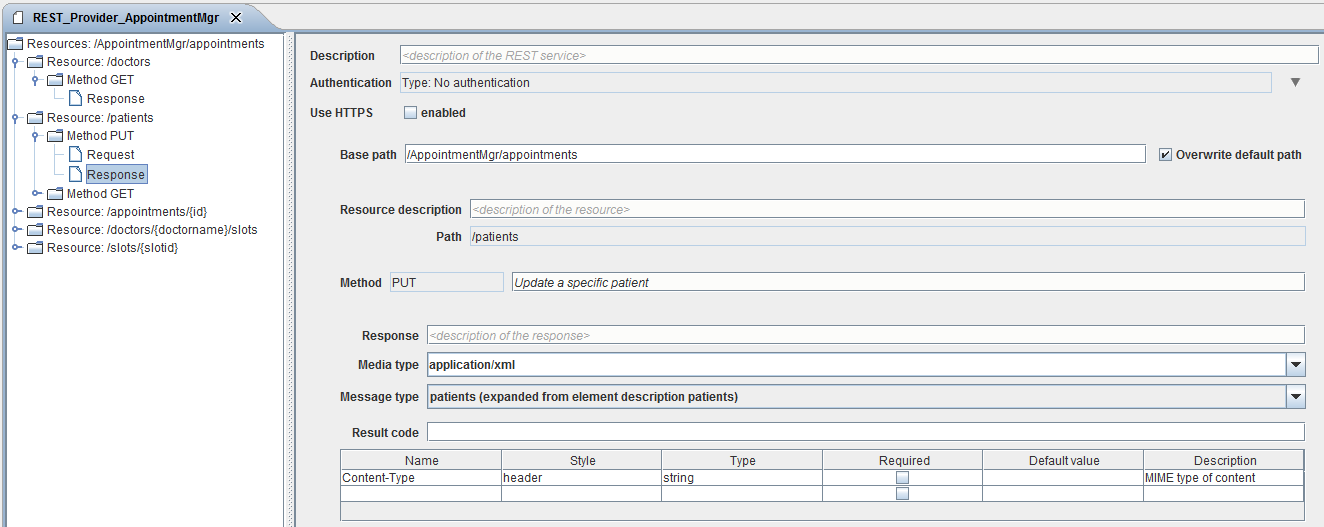 REST_Provider_AppointmentMgr
Resources: /AppointmentMgr/appointments
Resource: /doctors
Method GET
Response
Resource: /patients
Method PUT
Request
Response
Method GET
Resource: /appointments/{id}
Resource: /doctors/{doctorname}/slots
Resource: /slots/{slotid}
Description <description of the REST service>
Authentication Type: No authentication
Use HTTPS enabled
Base path /AppointmentMgr/appointments Overwrite default path
Resource description <description of the resource>
Path /patients
Method PUT Update a specific patient
Response <description of the response>
Media type application/xml
Message type patients (expanded from element description patients)
Result code
Name Style Type Required Default value Description
Content-Type header string MIME type of content